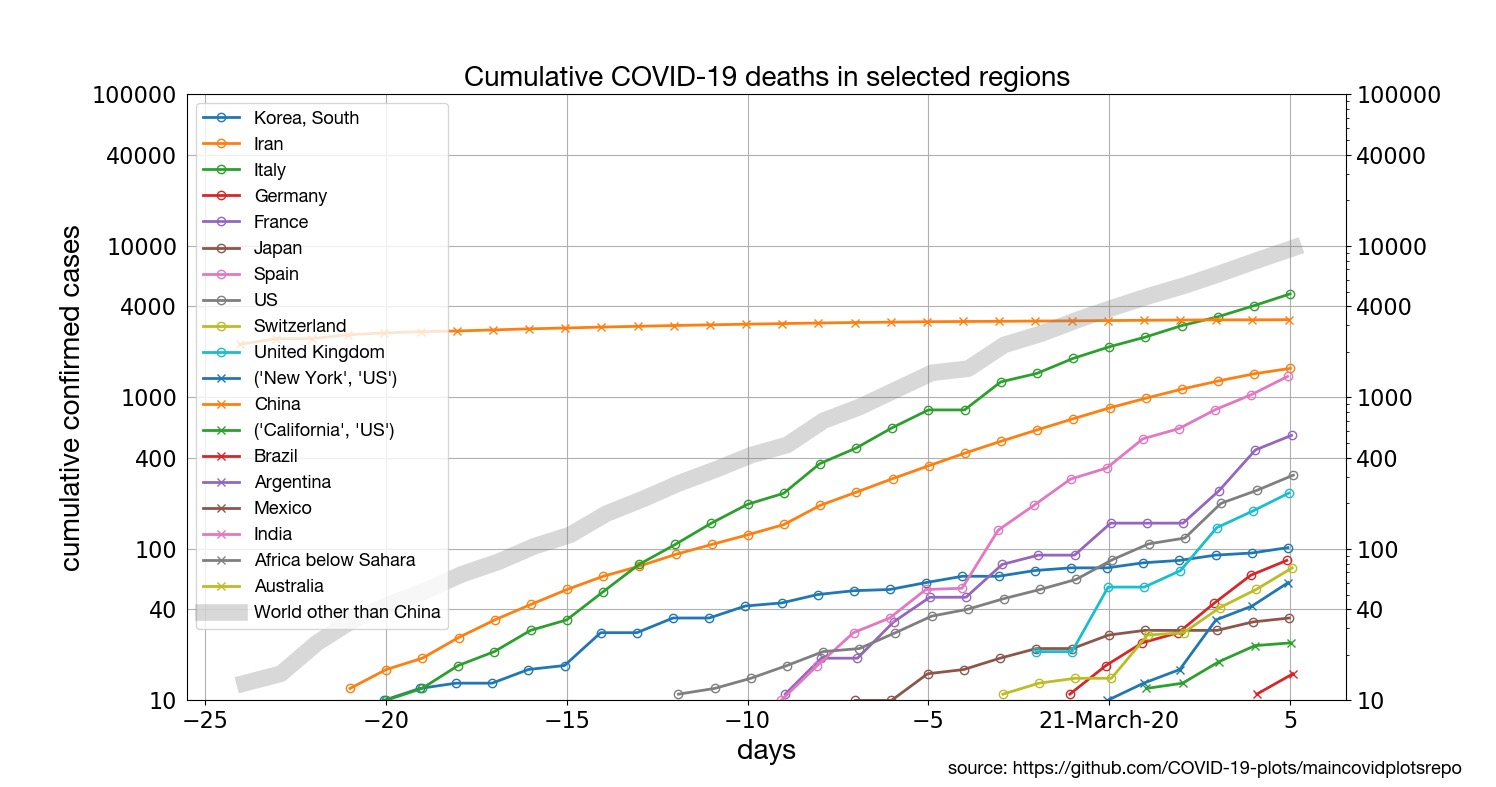 Cumulative COVID-19 deaths in selected regions
100000
40000
10000
4000
1000
400
100
40
10
cumulative confirmed cases
Korea, South
Iran
Italy
Germany
France
Japan
Spain
US
Switzerland
United Kingdom
('New York', 'US')
China
('California', 'US')
Brazil
Argentina
Mexico
India
Africa below Sahara
Australia
World other than China
100000
40000
10000
4000
1000
400
100
40
10
−25 −20 −15 −10 −5 21-March-20 5
days
source: https://github.com/COVID-19-plots/maincovidplotsrepo